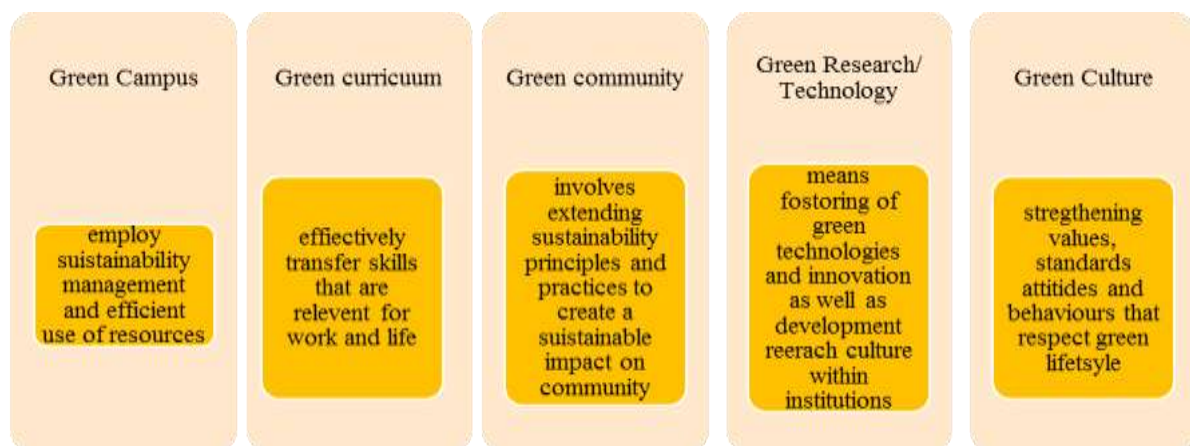 Green Campus
employ
suistainability
management
and efficient
use of resources
Green curricuum
effiectively
transfer skills
that are
relevent for
work and life
Green community
involves
extending
sustainability
principles and
practices to
create a
suistainable
impact on
community
Green Research/
Technology
means
fostoring of
green
technologies
and innovation
as well as
development
reerach culture
within
institutions
Green Culture
stregthening
values,
standards
attitides and
behaviours that
respect green
lifetsyle